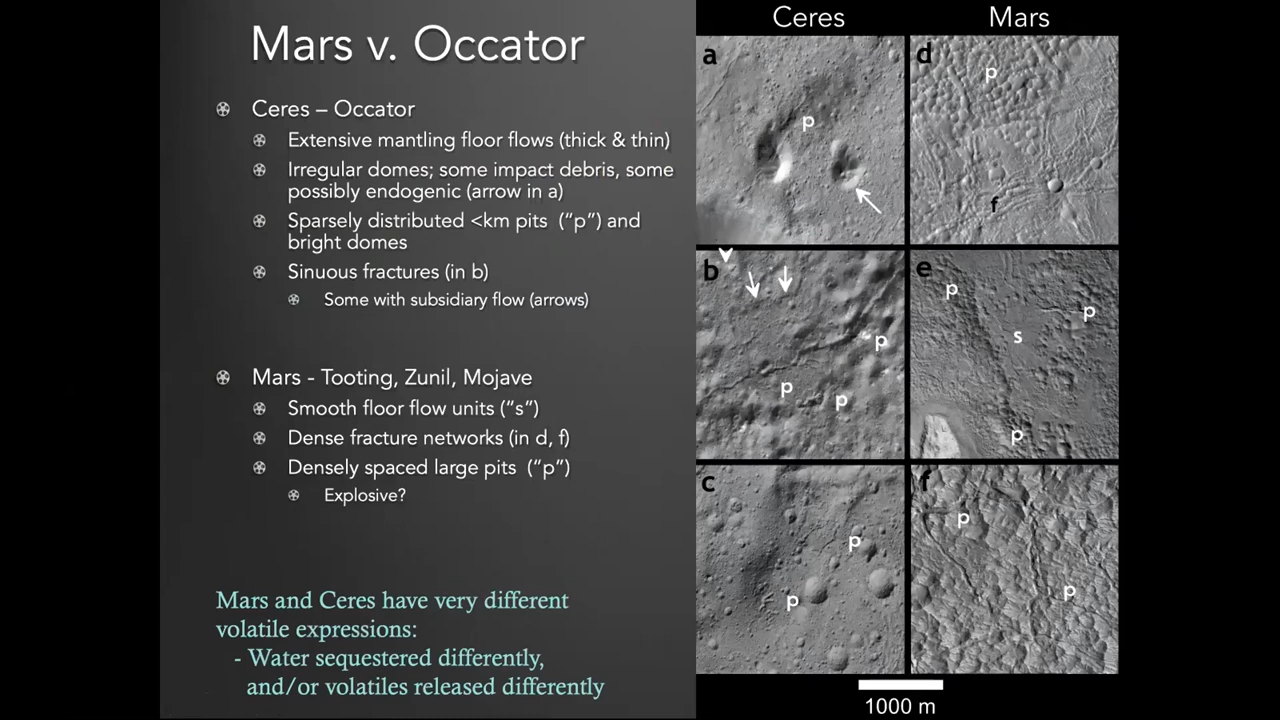 Mars v. Occator
Ceres – Occator
Extensive mantling floor flows (thick & thin)
Irregular domes; some impact debris, some
possibly endogenic (arrow in a)
Sparsely distributed <km pits ("p") and
bright domes
Sinuous fractures (in b)
Some with subsidiary flow (arrows)
Mars - Tooting, Zunil, Mojave
Smooth floor flow units ("s")
Dense fracture networks (in d, f)
Densely spaced large pits ("p")
Explosive?
Mars and Ceres have very different
volatile expressions:
- Water sequestered differently,
and/or volatiles released differently
Ceres
Mars
a
p
d
p
f
b
p
p
p
e
p
p
s
p
c
p
p
f
p
p
1000 m